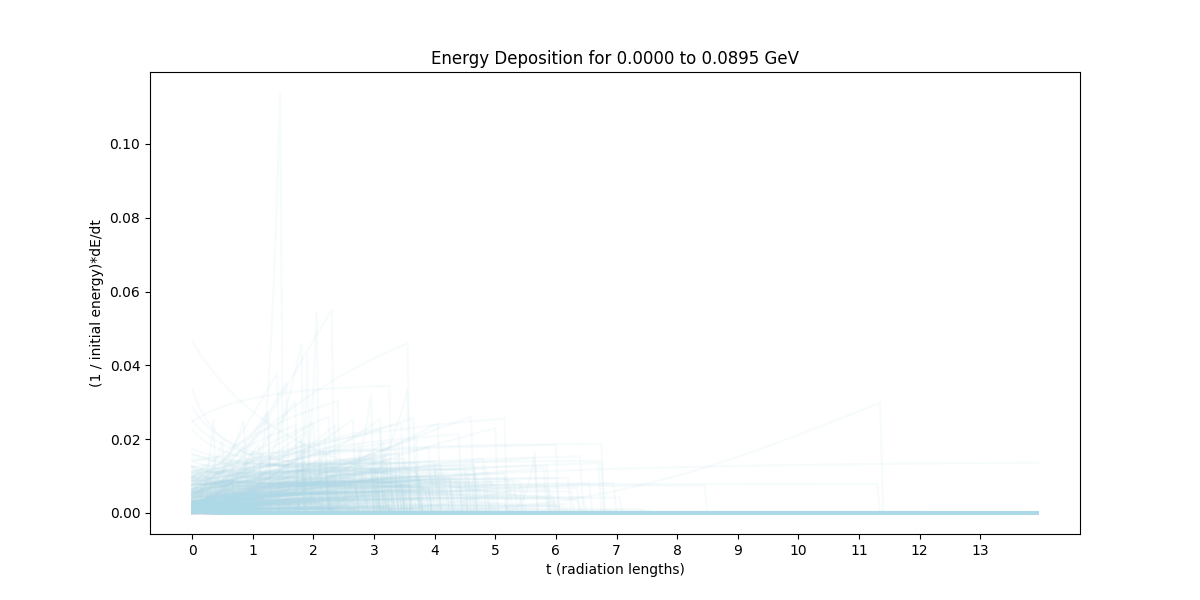 Energy Deposition for 0.0000 to 0.0895 GeV
(1 / initial energy)*dE/dt
0.10
0.08
0.06
0.04
0.02
0.00
0 1 2 3 4 5 6 7 8 9 10 11 12 13
t (radiation lengths)